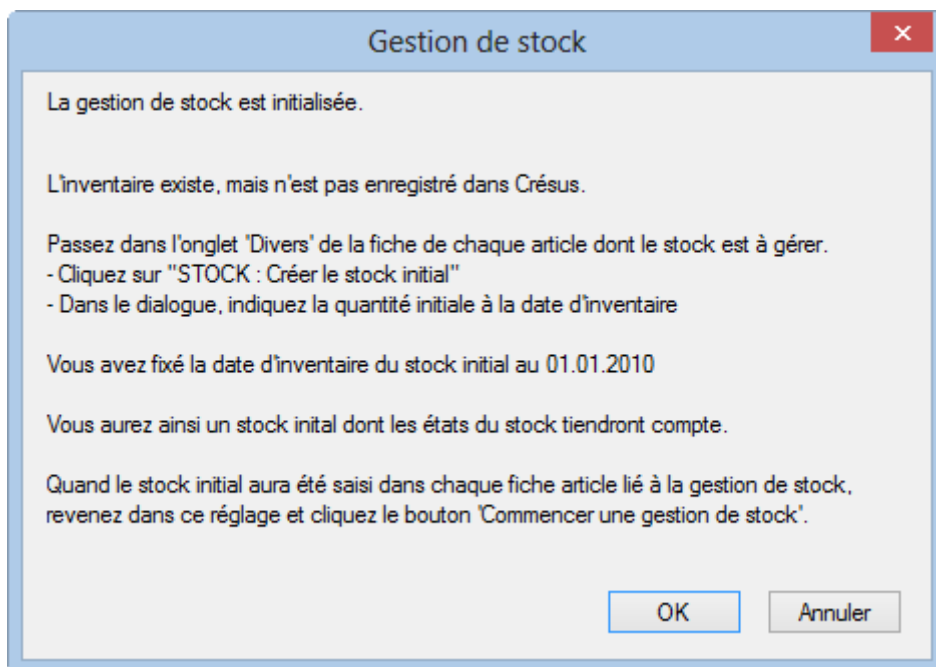 Gestion de stock
La gestion de stock est initialisée.
L'inventaire existe, mais n'est pas enregistré dans Crésus.
Passez dans l'onglet 'Divers' de la fiche de chaque article dont le stock est à gérer.
- Cliquez sur "STOCK : Créer le stock initial"
- Dans le dialogue, indiquez la quantité initiale à la date d'inventaire
Vous avez fixé la date d'inventaire du stock initial au 01.01.2010
Vous aurez ainsi un stock inital dont les états du stock tiendront compte.
Quand le stock initial aura été saisi dans chaque fiche article lié à la gestion de stock,
revenez dans ce réglage et cliquez le bouton 'Commencer une gestion de stock'.
OK Annuler